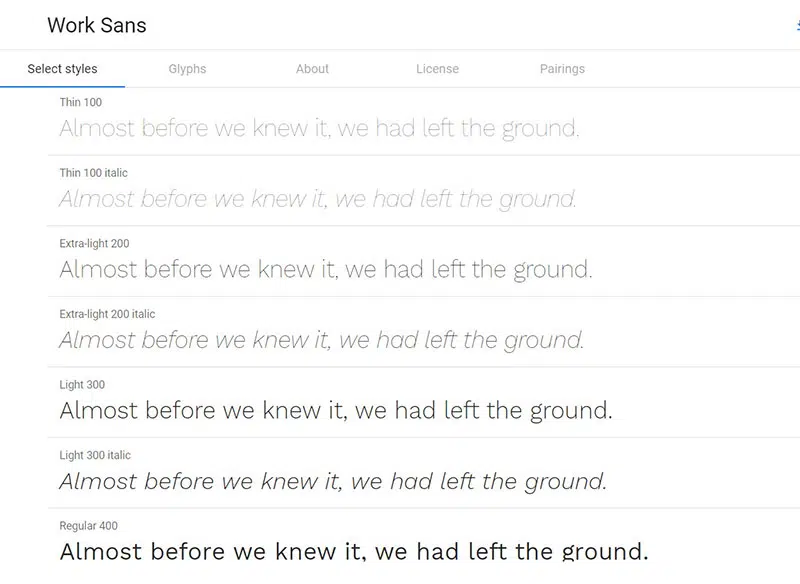 Work Sans
Select styles Glyphs About License Pairings
Thin 100
Almost before we knew it, we had left the ground.
Thin 100 italic
Almost before we knew it, we had left the ground.
Extra-light 200
Almost before we knew it, we had left the ground.
Extra-light 200 italic
Almost before we knew it, we had left the ground.
Light 300
Almost before we knew it, we had left the ground.
Light 300 italic
Almost before we knew it, we had left the ground.
Regular 400
Almost before we knew it, we had left the ground.